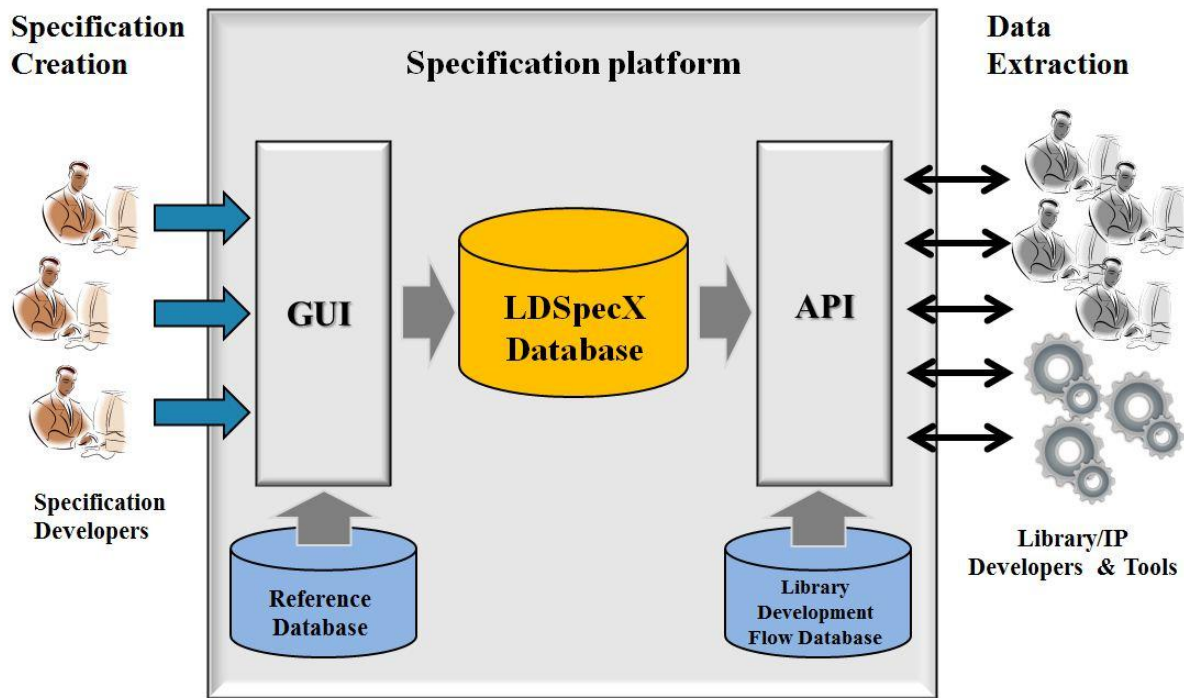 Specification
Creation
Specification platform
Data
Extraction
GUI
LDSpecX
Database
API
Specification
Developers
Reference
Database
Library
Development
Flow Database
Library/IP
Developers & Tools